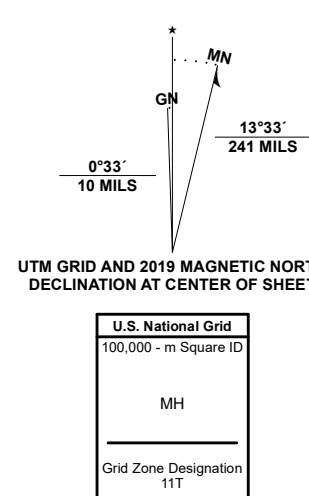 ★
MN
GN
13°33´
241 MILS
0°33´
10 MILS
UTM GRID AND 2019 MAGNETIC NORT
DECLINATION AT CENTER OF SHEET
U.S. National Grid
100,000 - m Square ID
MH
Grid Zone Designation
11T